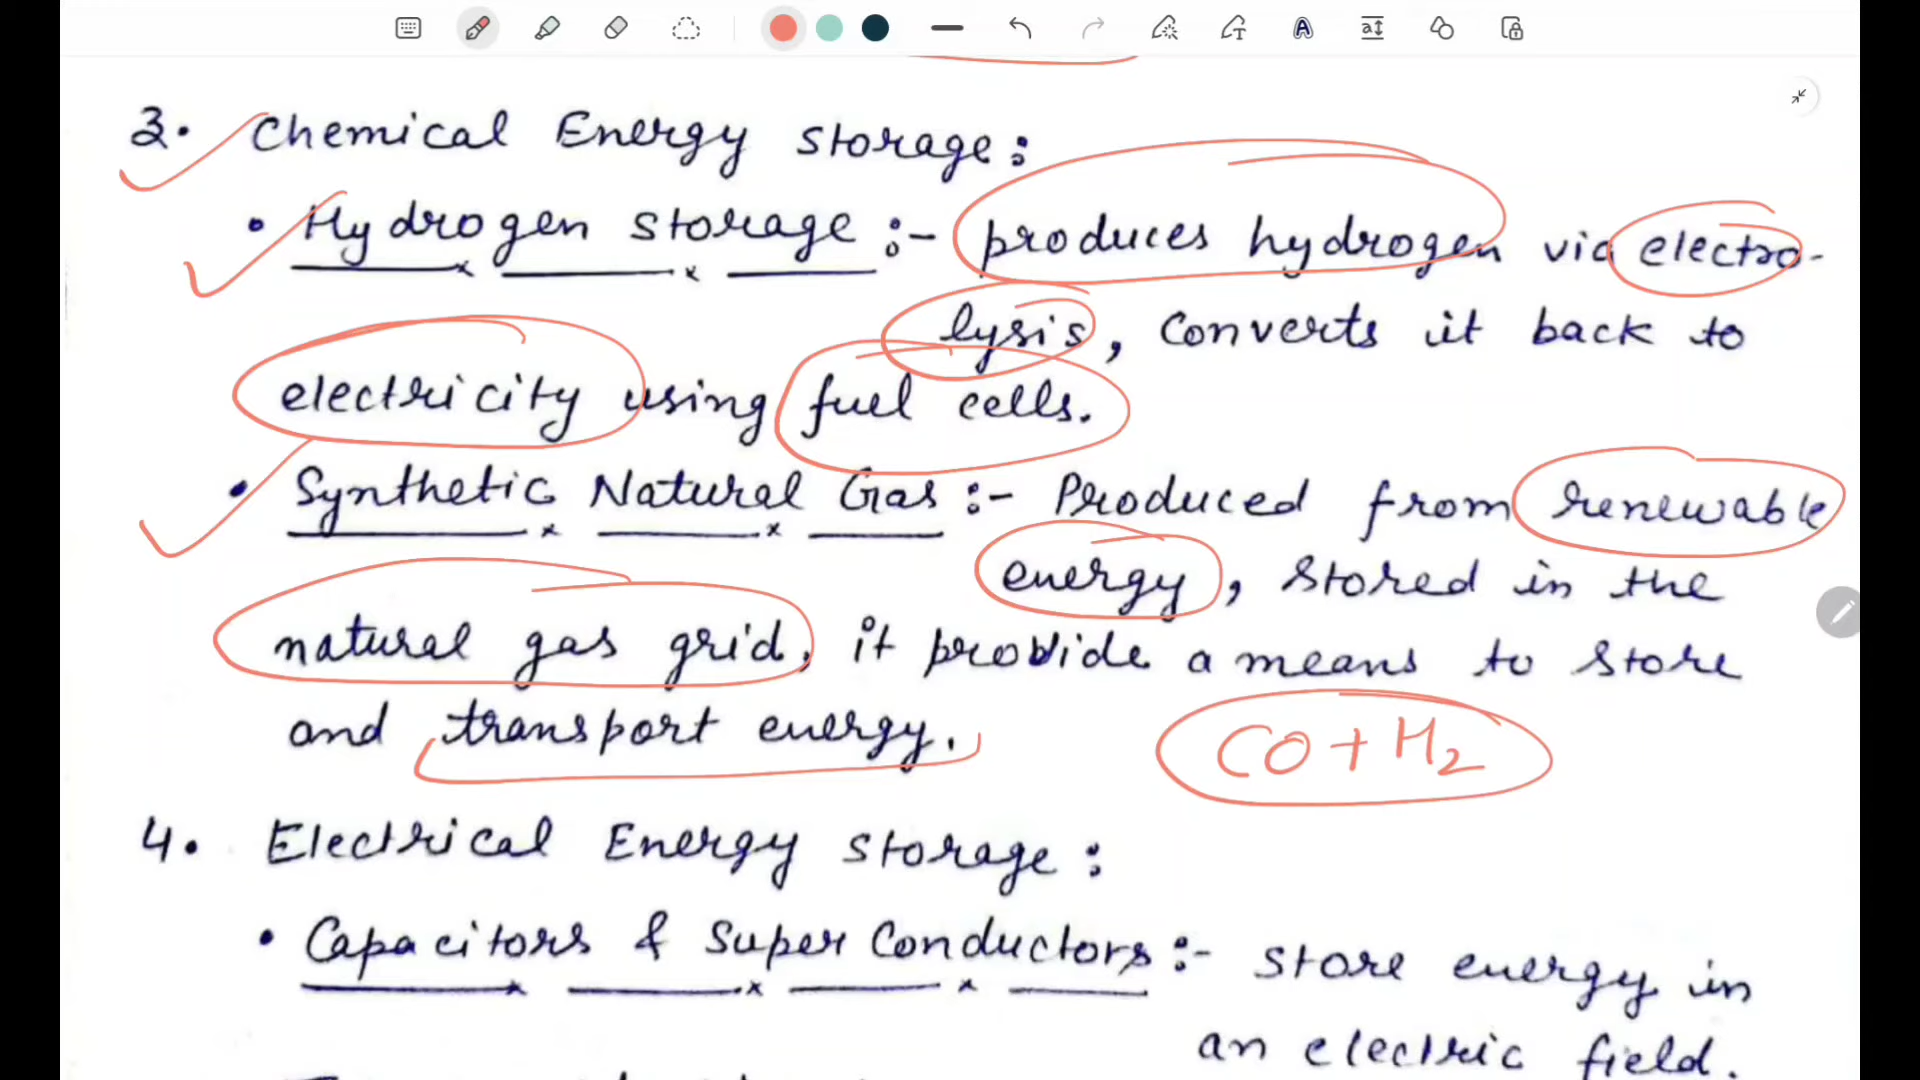 3. Chemical Energy storage:
• Hydrogen storage :- produces hydrogen via electro-
lysis, converts it back to
electricity using fuel cells.
• Synthetic Natural Gas :- Produced from renewable
energy, stored in the
natural gas grid, it provide a means to store
and transport energy.
CO + H2
4. Electrical Energy storage:
• Capacitors & Super Conductors :- store energy in
an electric field.